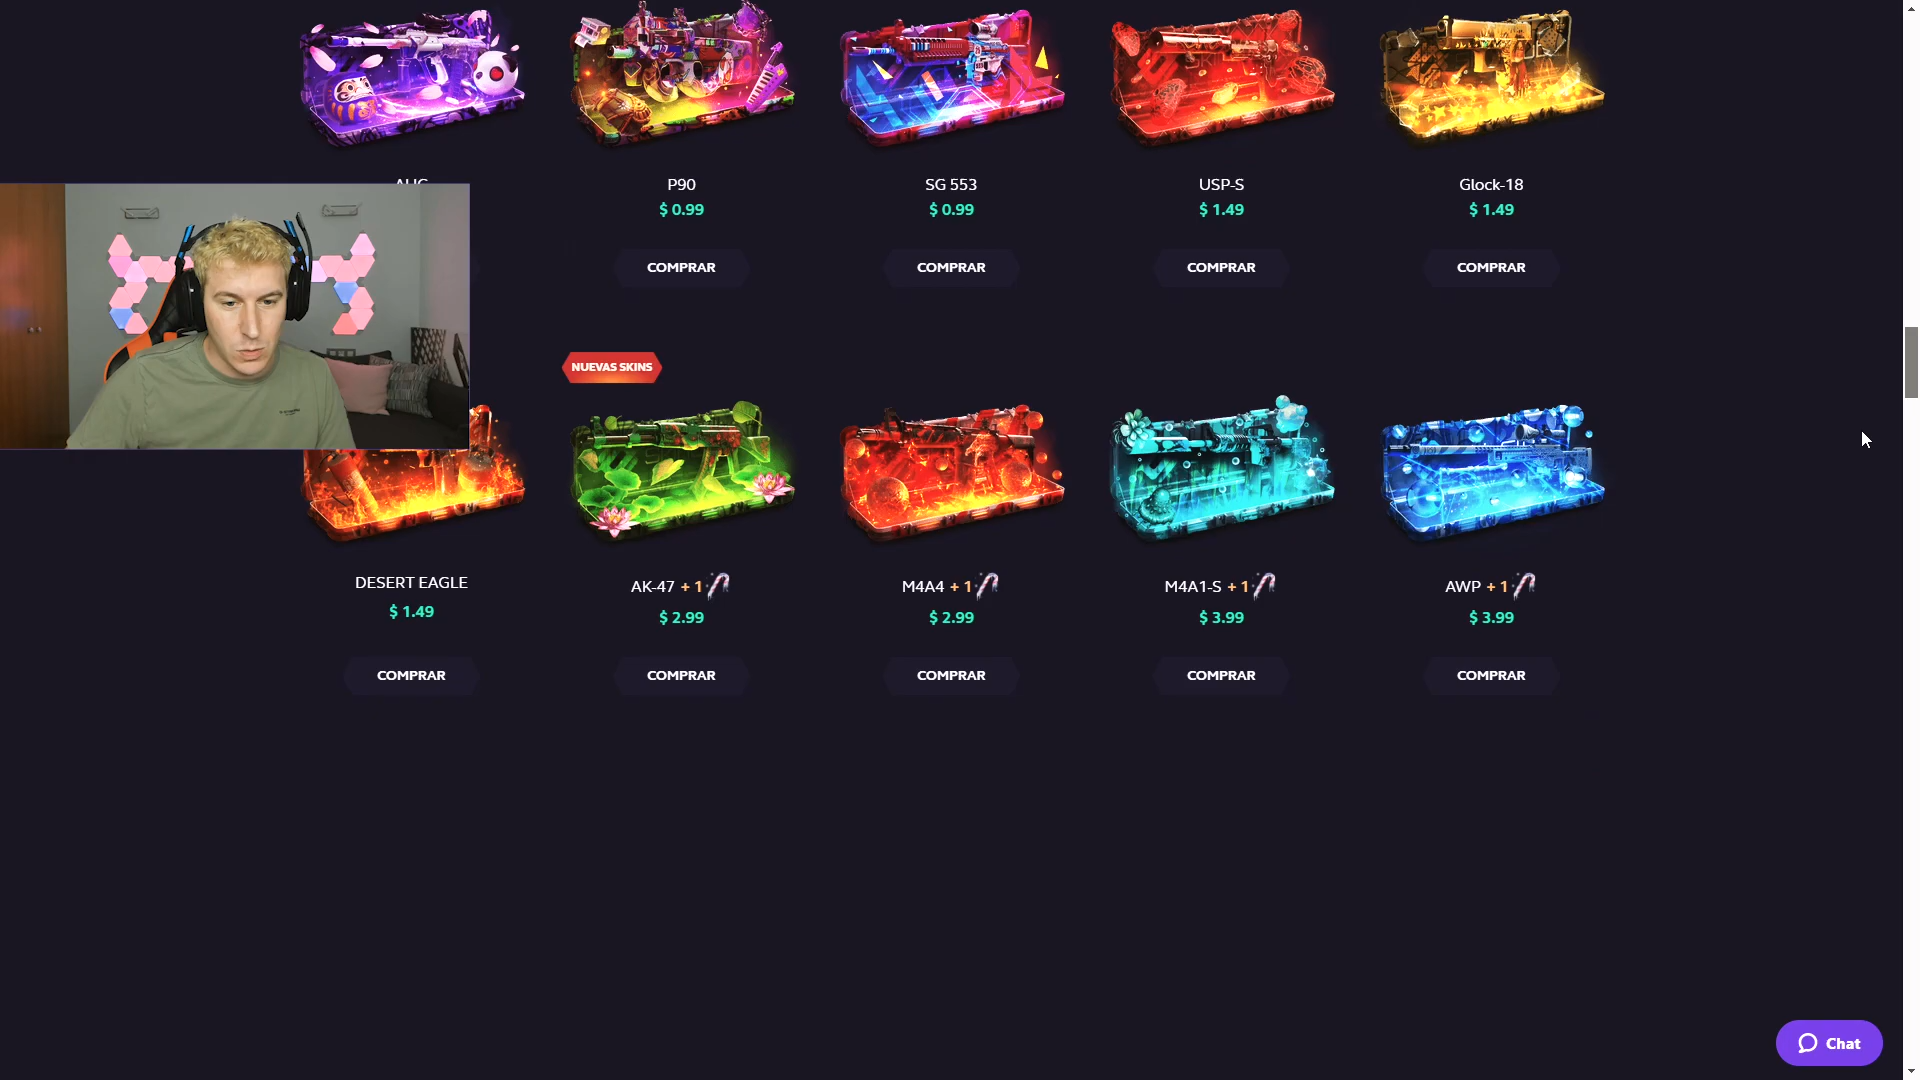 P90
SG 553
USP-S
Glock-18
$ 0.99
$ 0.99
$ 1.49
$ 1.49
COMPRAR
COMPRAR
COMPRAR
COMPRAR
NUEVAS SKINS
DESERT EAGLE
AK-47 + 1
M4A4 + 1
M4A1-S + 1
AWP + 1
$ 1.49
$ 2.99
$ 2.99
$ 3.99
$ 3.99
COMPRAR
COMPRAR
COMPRAR
COMPRAR
COMPRAR
Chat